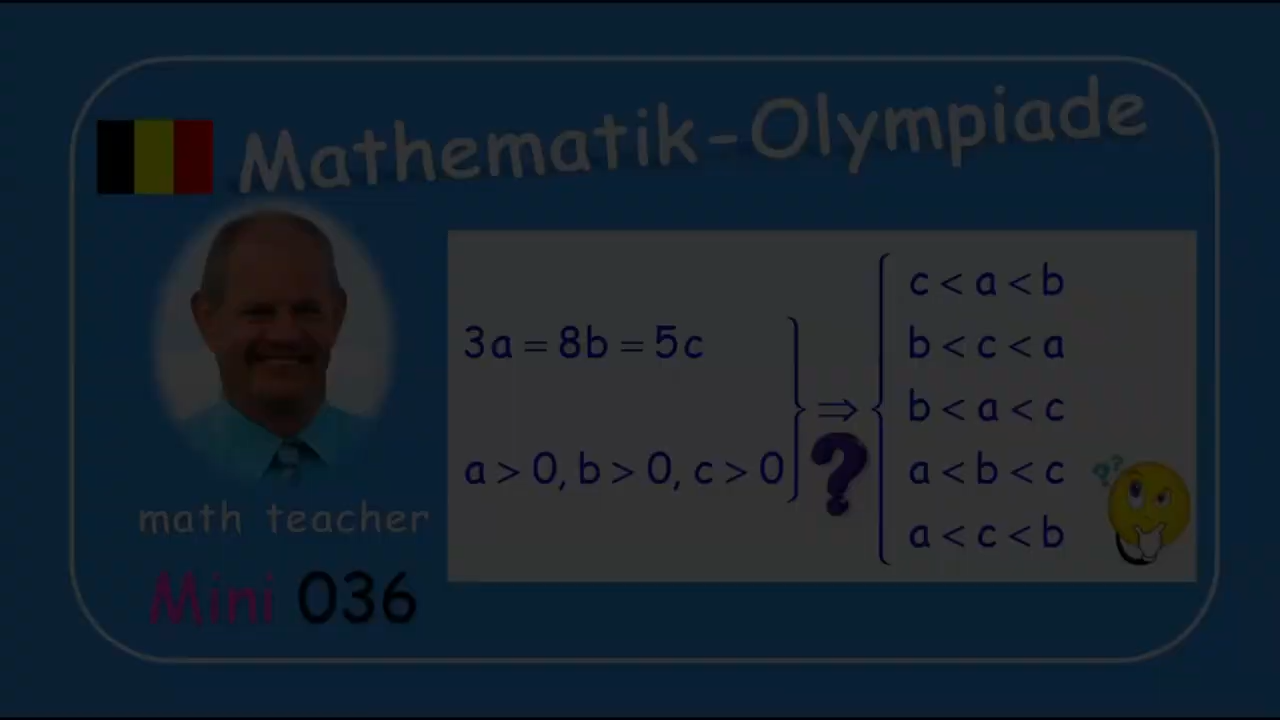 Mathematik-Olympiade
math teacher
Mini 036
3a = 8b = 5c
a > 0, b > 0, c > 0
⇒
?
c < a < b
b < c < a
b < a < c
a < b < c
a < c < b
??